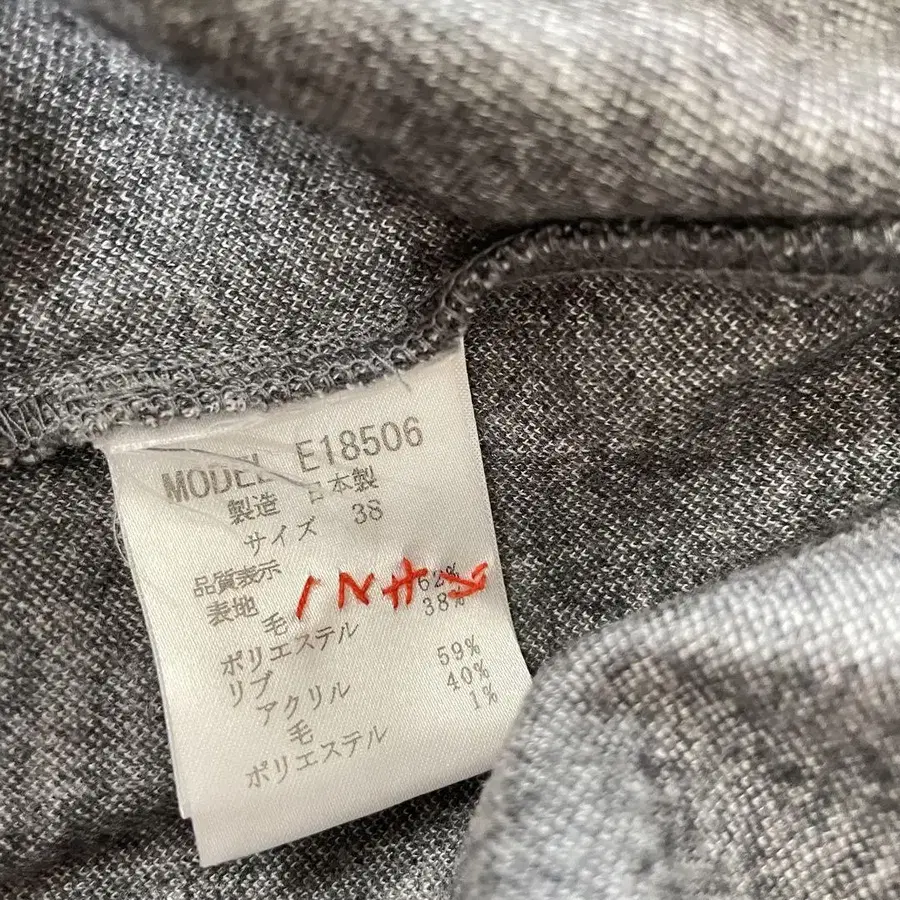 MODEL E18506
製造 日本製
サイズ 38
品質表示
表地
毛 62%
ポリエステル 38%
リブ
アクリル 59%
毛 40%
ポリエステル 1%